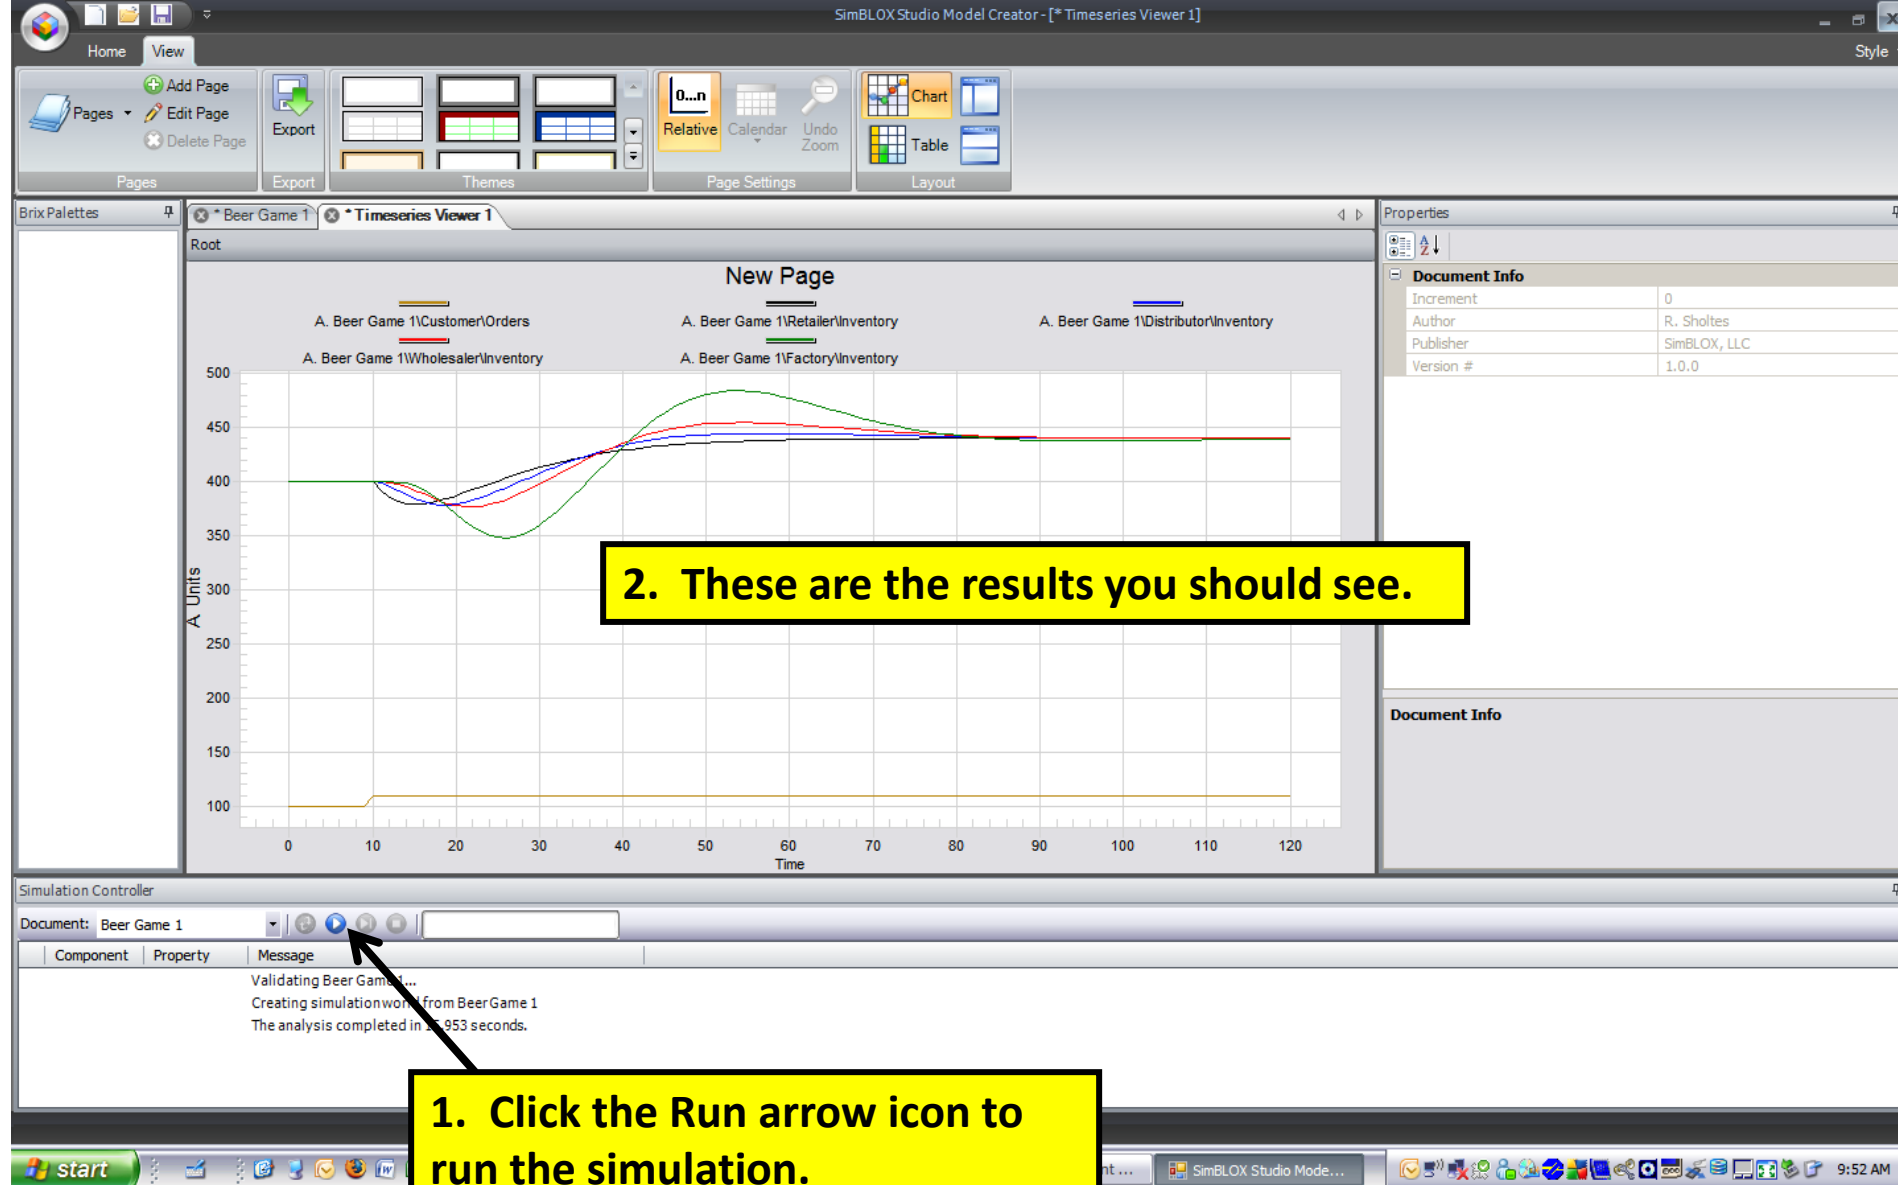 SimBLOX Studio Model Creator - [* Timeseries Viewer 1]
Home View Style
Pages
Add Page
Edit Page
Delete Page
Export
0...n
Relative
Calendar
Undo Zoom
Chart
Table
Pages Export Themes Page Settings Layout
Brix Palettes
* Beer Game 1
* Timeseries Viewer 1
Root
New Page
A. Beer Game 1\Customer\Orders
A. Beer Game 1\Retailer\Inventory
A. Beer Game 1\Distributor\Inventory
A. Beer Game 1\Wholesaler\Inventory
A. Beer Game 1\Factory\Inventory
500
450
400
350
300
250
200
150
100
A Units
0 10 20 30 40 50 60 70 80 90 100 110 120
Time
2. These are the results you should see.
Properties
A
Z
Document Info
Increment 0
Author R. Sholtes
Publisher SimBLOX, LLC
Version # 1.0.0
Document Info
Simulation Controller
Document: Beer Game 1
Component Property Message
Validating Beer Game ...
Creating simulation world from Beer Game 1
The analysis completed in .953 seconds.
1. Click the Run arrow icon to
run the simulation.
start
nt ...
SimBLOX Studio Mode...
9:52 AM